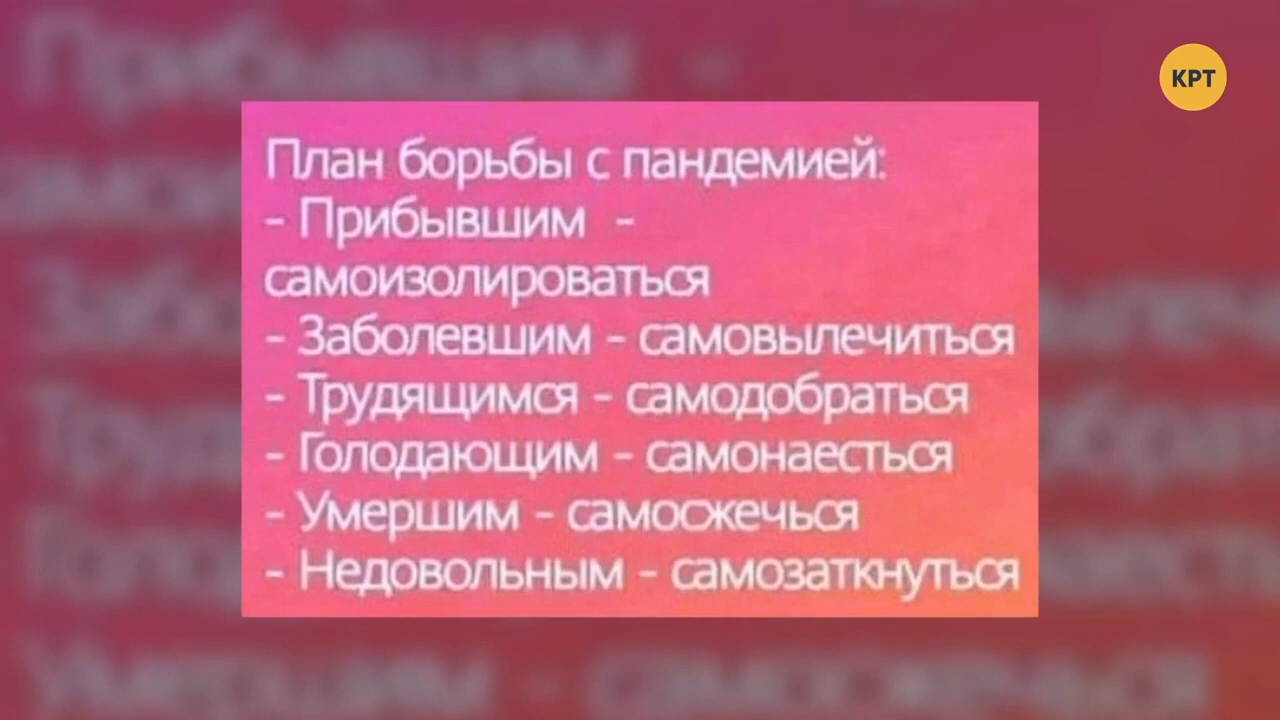 КРТ
План борьбы с пандемией:
- Прибывшим -
самоизолироваться
- Заболевшим - самовылечиться
- Трудящимся - самодобраться
- Голодающим - самонаесться
- Умершим - самосжечься
- Недовольным - самозаткнуться